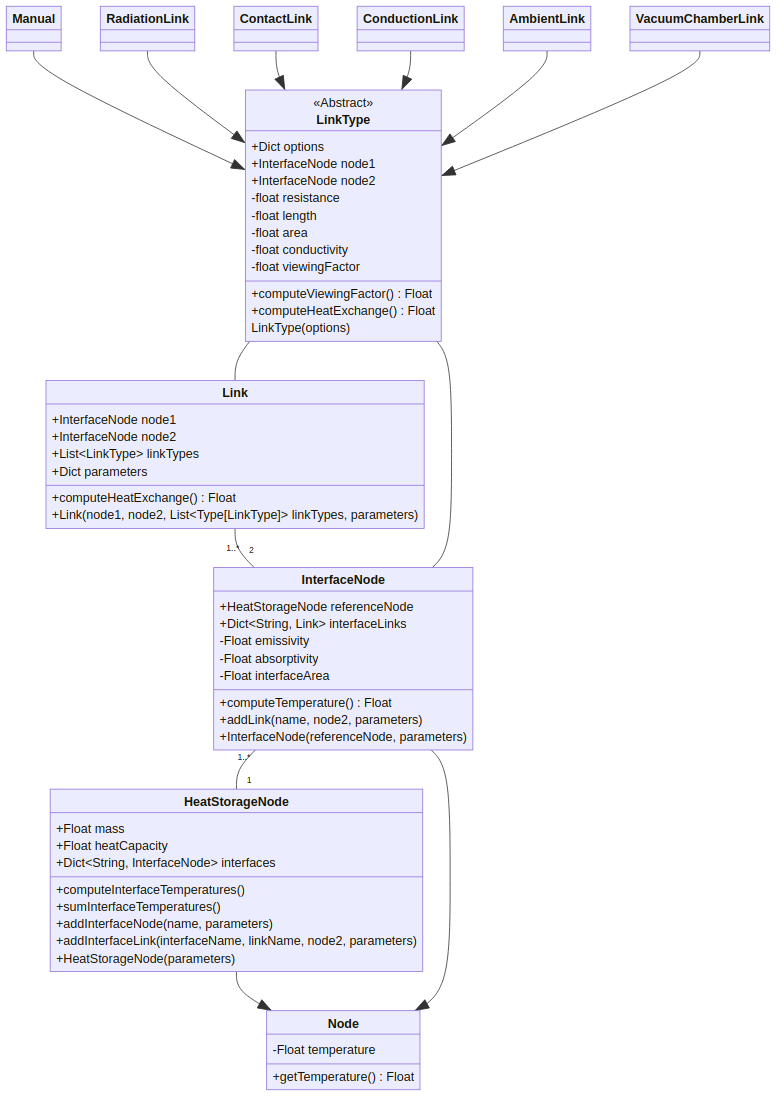 Manual
RadiationLink
ContactLink
ConductionLink
AmbientLink
VacuumChamberLink
«Abstract»
LinkType
+Dict options
+InterfaceNode node1
+InterfaceNode node2
-float resistance
-float length
-float area
-float conductivity
-float viewingFactor
+computeViewingFactor() : Float
+computeHeatExchange() : Float
LinkType(options)
Link
+InterfaceNode node1
+InterfaceNode node2
+List<LinkType> linkTypes
+Dict parameters
+computeHeatExchange() : Float
+Link(node1, node2, List<Type[LinkType]> linkTypes, parameters)
1..*
2
InterfaceNode
+HeatStorageNode referenceNode
+Dict<String, Link> interfaceLinks
-Float emissivity
-Float absorptivity
-Float interfaceArea
+computeTemperature() : Float
+addLink(name, node2, parameters)
+InterfaceNode(referenceNode, parameters)
1..*
1
HeatStorageNode
+Float mass
+Float heatCapacity
+Dict<String, InterfaceNode> interfaces
+computeInterfaceTemperatures()
+sumInterfaceTemperatures()
+addInterfaceNode(name, parameters)
+addInterfaceLink(interfaceName, linkName, node2, parameters)
+HeatStorageNode(parameters)
Node
-Float temperature
+getTemperature() : Float